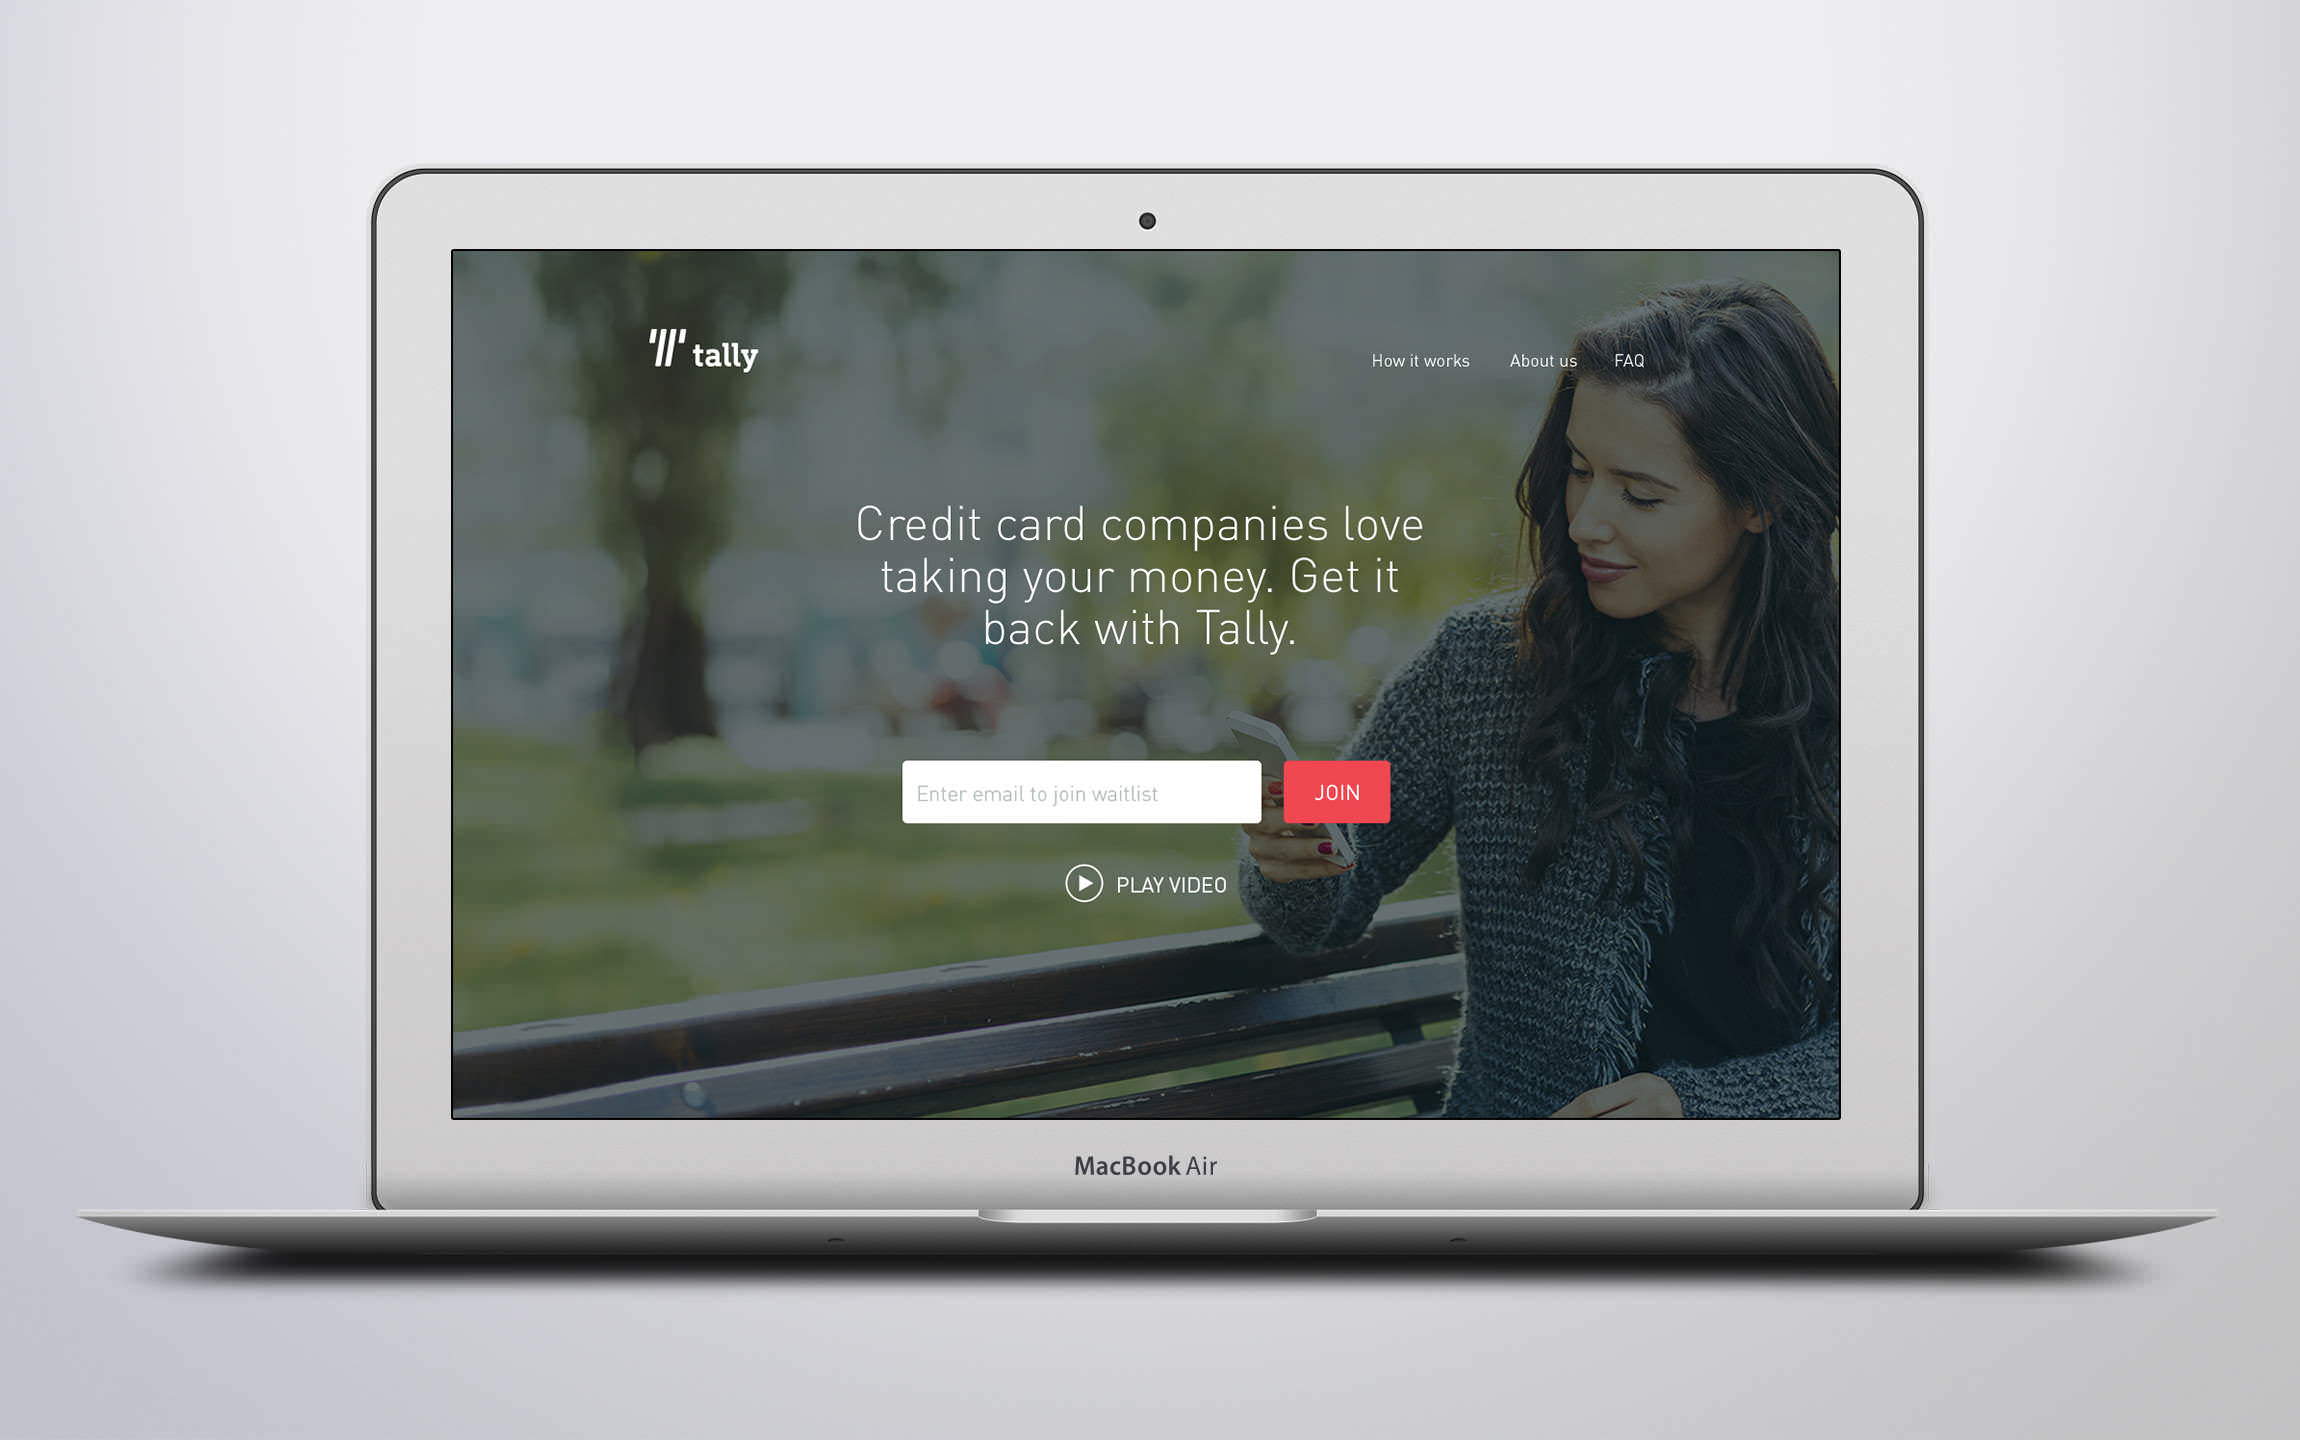 tally
How it works
About us
FAQ
Credit card companies love
taking your money. Get it
back with Tally.
Enter email to join waitlist
JOIN
PLAY VIDEO
MacBook Air